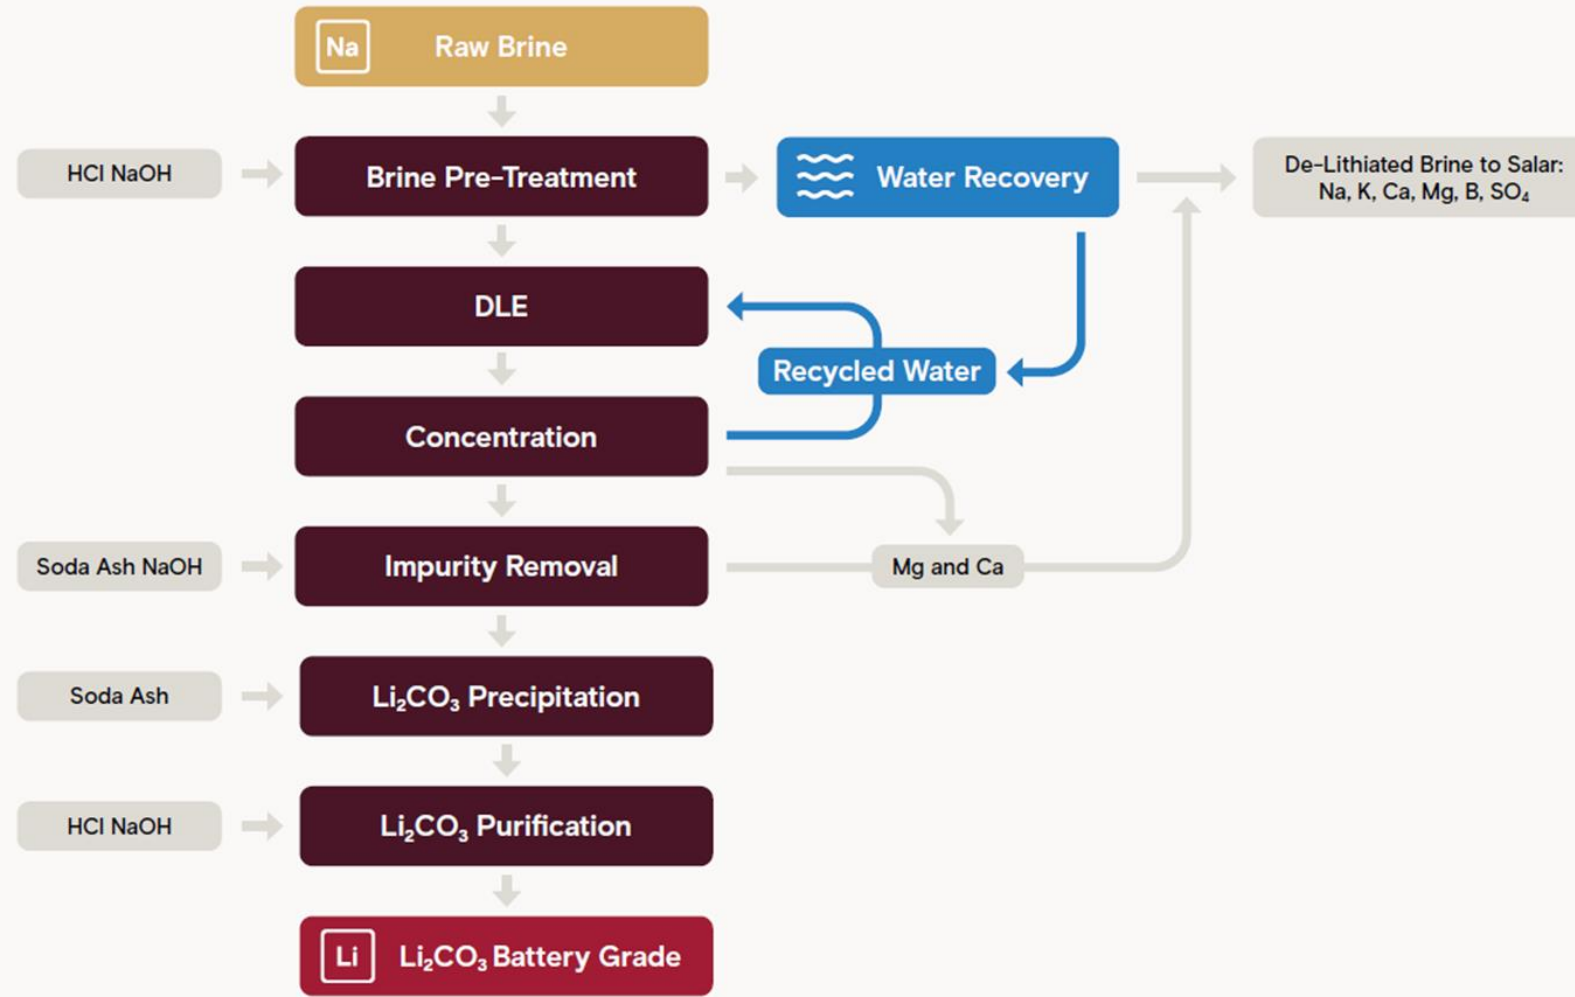 Na
Raw Brine
HCl NaOH
Brine Pre-Treatment
Water Recovery
De-Lithiated Brine to Salar:
Na, K, Ca, Mg, B, SO₄
DLE
Recycled Water
Concentration
Soda Ash NaOH
Impurity Removal
Mg and Ca
Soda Ash
Li₂CO₃ Precipitation
HCl NaOH
Li₂CO₃ Purification
Li
Li₂CO₃ Battery Grade